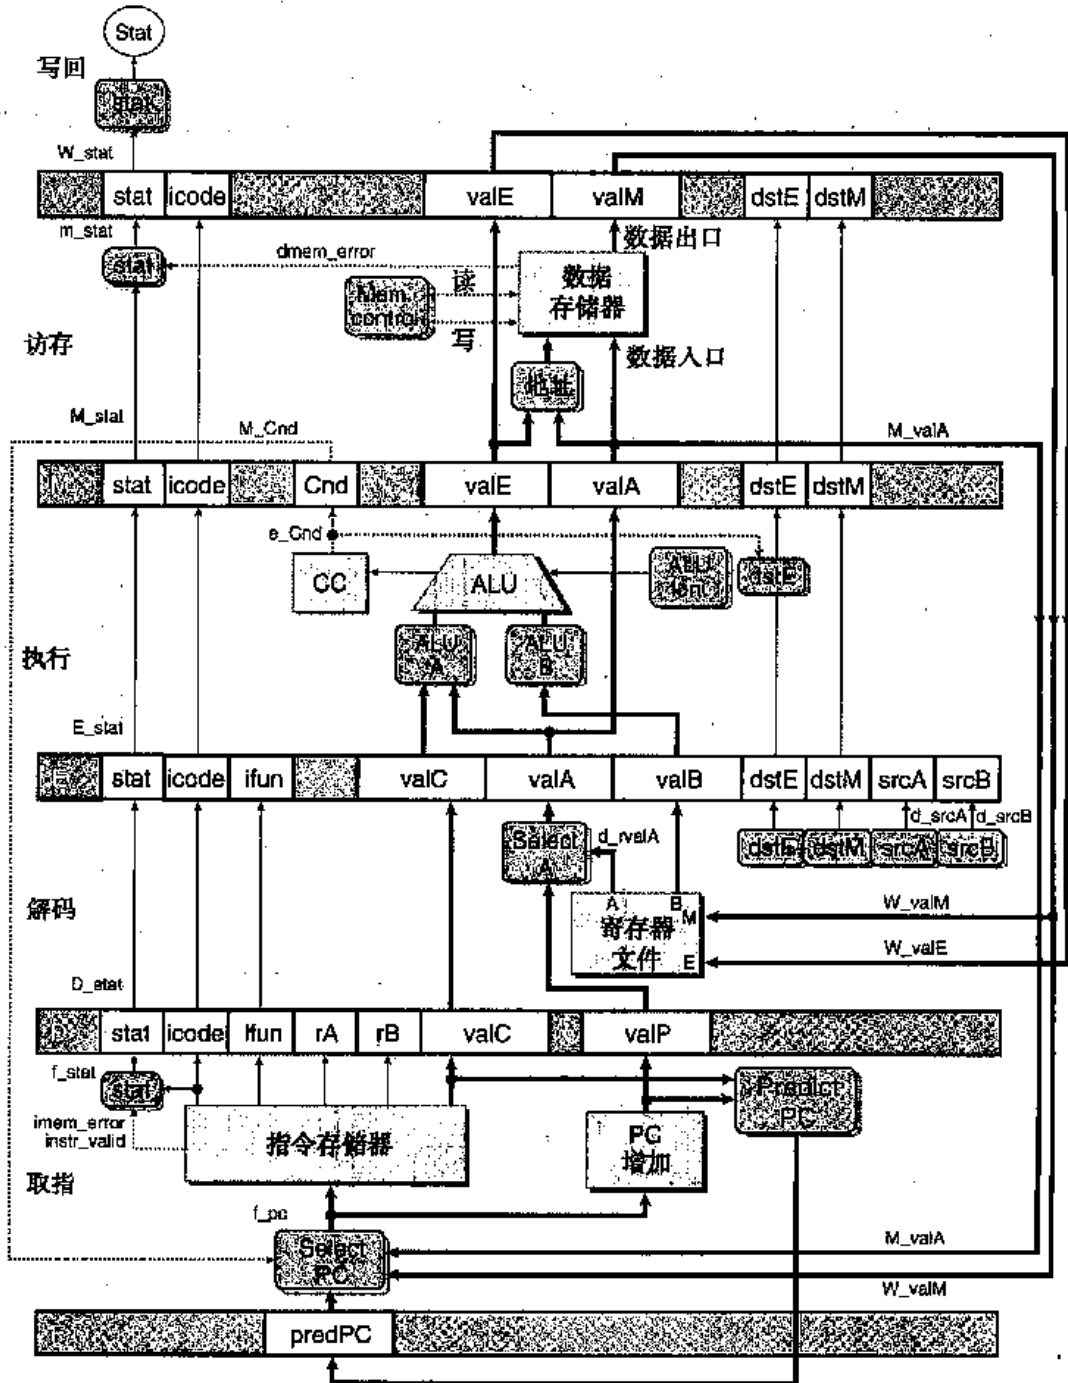 Stat
写回
stat
W_stat
stat icode valE valM dstE dstM
m_stat
数据出口
dmem_error
stat
读
数据
存储器
Mem.
control
写
访存
数据入口
地址
M_stat
M_Cnd
M_valA
stat icode Cnd valE valA dstE dstM
e_Cnd
CC
ALU
ALU
dstE
执行
ALU
A
ALU
B
E_stat
stat icode ifun valC valA valB dstE dstM srcA srcB
d_srcA d_srcB
Select
A
d_rvalA
dstE dstM srcA srcB
解码
A B
M
寄存器
文件
E
W_valM
W_valE
D_stat
stat icode ifun rA rB valC valP
f_stat
stat
Predict
PC
imem_error
instr_valid
指令存储器
PC
增加
取指
f_pc
Select
PC
M_valA
W_valM
predPC